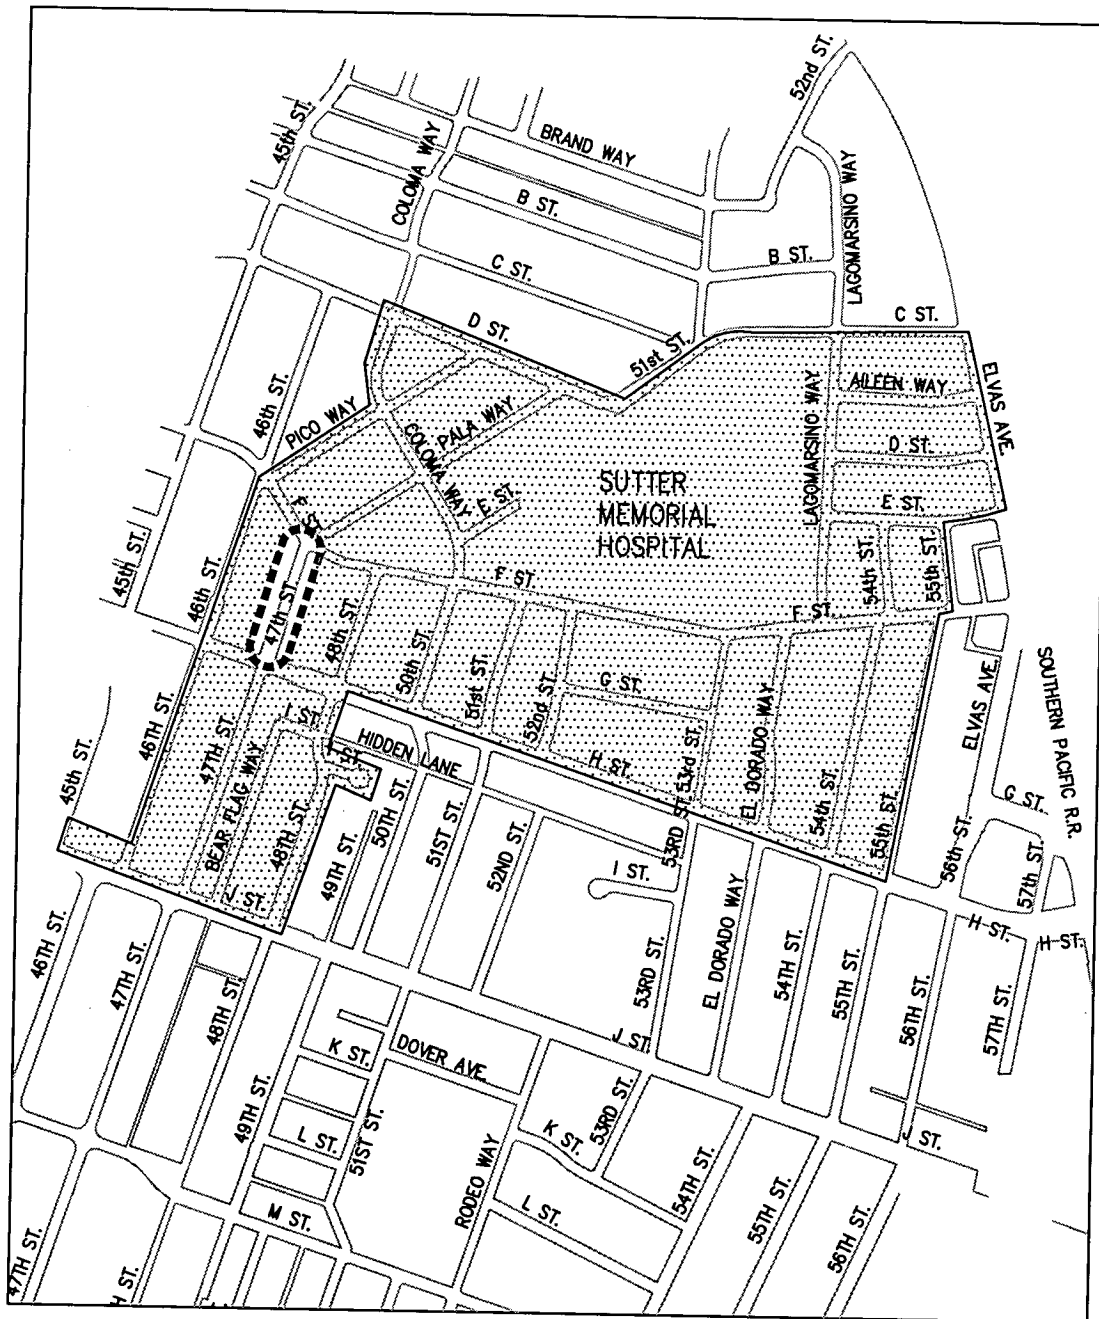 52nd ST.
45th ST.
COLOMA WAY
BRAND WAY
B ST.
LAGOMARSINO WAY
B ST.
C ST.
C ST.
D ST.
51st ST.
ELVAS AVE.
46th ST.
PICO WAY
PALA WAY
COLOMA WAY
LAGOMARSINO WAY
AILEEN WAY
D ST.
E ST.
E ST.
SUTTER
MEMORIAL
HOSPITAL
F ST.
45th ST.
46th ST.
47th ST.
48th ST.
F ST.
54th ST.
55th ST.
F ST.
50th ST.
51st ST.
52nd ST.
G ST.
53rd ST.
EL DORADO WAY
54th ST.
55th ST.
ELVAS AVE.
SOUTHERN PACIFIC R.R.
45th ST.
46TH ST.
47TH ST.
BEAR FLAG WAY
I ST.
I ST.
48TH ST.
HIDDEN LANE
H ST.
49TH ST.
50TH ST.
51ST ST.
52ND ST.
53RD ST.
56th ST.
G ST.
57th ST.
J ST.
I ST.
H ST.
H ST.
46TH ST.
47TH ST.
48TH ST.
53RD ST.
EL DORADO WAY
54TH ST.
55TH ST.
56TH ST.
57TH ST.
J ST.
49TH ST.
K ST.
DOVER AVE.
L ST.
51ST ST.
53RD ST.
K ST.
J ST.
M ST.
RODEO WAY
L ST.
54TH ST.
55TH ST.
56TH ST.
47TH ST.
H ST.